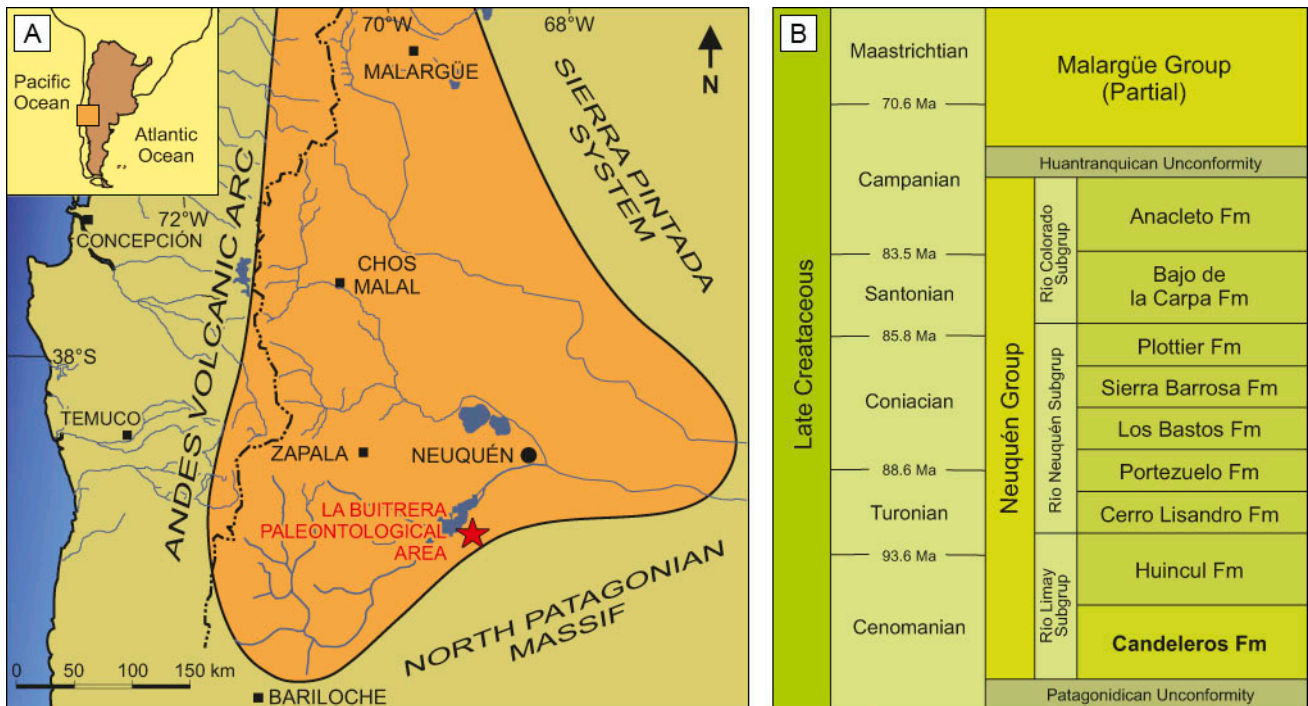 A
Pacific
Ocean
Atlantic
Ocean
70°W
68°W
N
MALARGÜE
SIERRA PINTADA
SYSTEM
72°W
CONCEPCIÓN
ANDES VOLCANIC ARC
CHOS
MALAL
38°S
TEMUCO
ZAPALA
NEUQUÉN
LA BUITRERA
PALEONTOLOGICAL
AREA
NORTH PATAGONIAN
MASSIF
0 50 100 150 km
BARILOCHE
B
Late Creataceous
Maastrichtian
70.6 Ma
Campanian
83.5 Ma
Santonian
85.8 Ma
Coniacian
88.6 Ma
Turonian
93.6 Ma
Cenomanian
Malargüe Group
(Partial)
Huantranquican Unconformity
Neuquén Group
Río Colorado
Subgrup
Anacleto Fm
Bajo de
la Carpa Fm
Río Neuquén Subgrup
Plottier Fm
Sierra Barrosa Fm
Los Bastos Fm
Portezuelo Fm
Cerro Lisandro Fm
Río Limay
Subgrup
Huincul Fm
Candeleros Fm
Patagonidican Unconformity